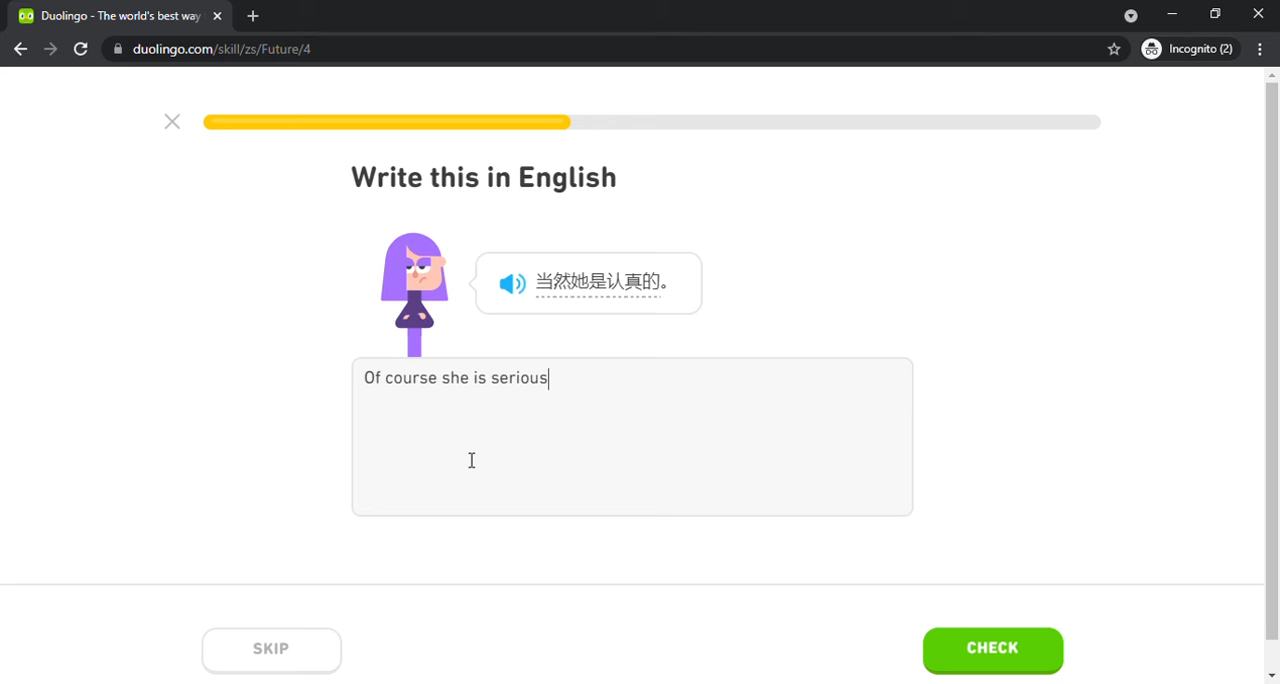 Duolingo - The world's best way
duolingo.com/skill/zs/Future/4
Incognito (2)
Write this in English
当然她是认真的。
Of course she is serious
SKIP
CHECK